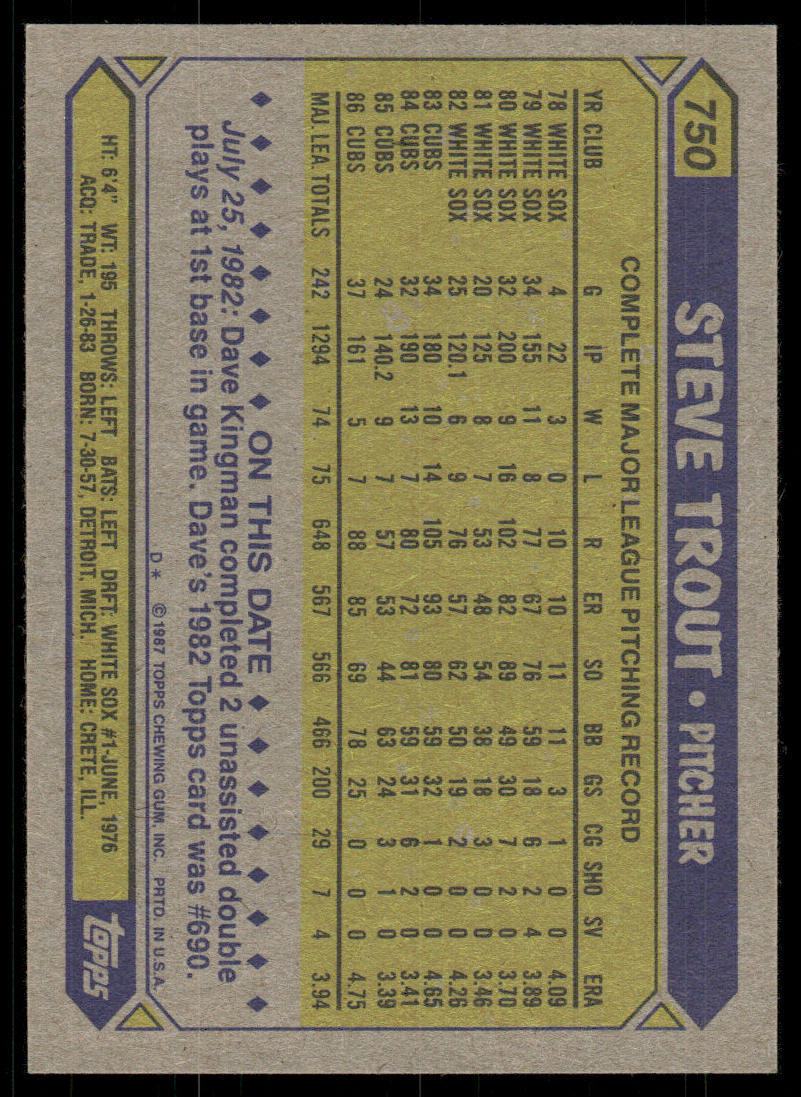 750 STEVE TROUT • PITCHER
COMPLETE MAJOR LEAGUE PITCHING RECORD
YR CLUB G IP W L R ER SO BB GS CG SHO SV ERA
78 WHITE SOX 4 22 3 0 10 10 11 11 3 1 0 0 4.09
79 WHITE SOX 34 155 11 8 77 67 76 59 18 6 2 4 3.89
80 WHITE SOX 32 200 9 16 102 82 89 49 30 7 2 0 3.70
81 WHITE SOX 20 125 8 7 53 48 54 38 18 3 0 0 3.46
82 WHITE SOX 25 120.1 6 9 76 57 62 50 19 2 0 0 4.26
83 CUBS 34 180 10 14 105 93 80 59 32 1 0 0 4.65
84 CUBS 32 190 13 7 80 72 81 59 31 6 2 0 3.41
85 CUBS 24 140.2 9 7 57 53 44 63 24 3 1 0 3.39
86 CUBS 37 161 5 7 88 85 69 78 25 0 0 0 4.75
MAJ. LEA. TOTALS 242 1294 74 75 648 567 566 466 200 29 7 4 3.94
♦ ♦ ♦ ♦ ♦ ♦ ♦ ♦ ON THIS DATE ♦ ♦ ♦ ♦ ♦ ♦ ♦ ♦
July 25, 1982: Dave Kingman completed 2 unassisted double
plays at 1st base in game. Dave's 1982 Topps card was #690.
D* ©1987 TOPPS CHEWING GUM, INC. PRTD. IN U.S.A.
HT: 6'4" WT: 195 THROWS: LEFT BATS: LEFT DRFT: WHITE SOX #1-JUNE, 1976
ACQ: TRADE, 1-26-83 BORN: 7-30-57, DETROIT, MICH. HOME: CRETE, ILL.
topps